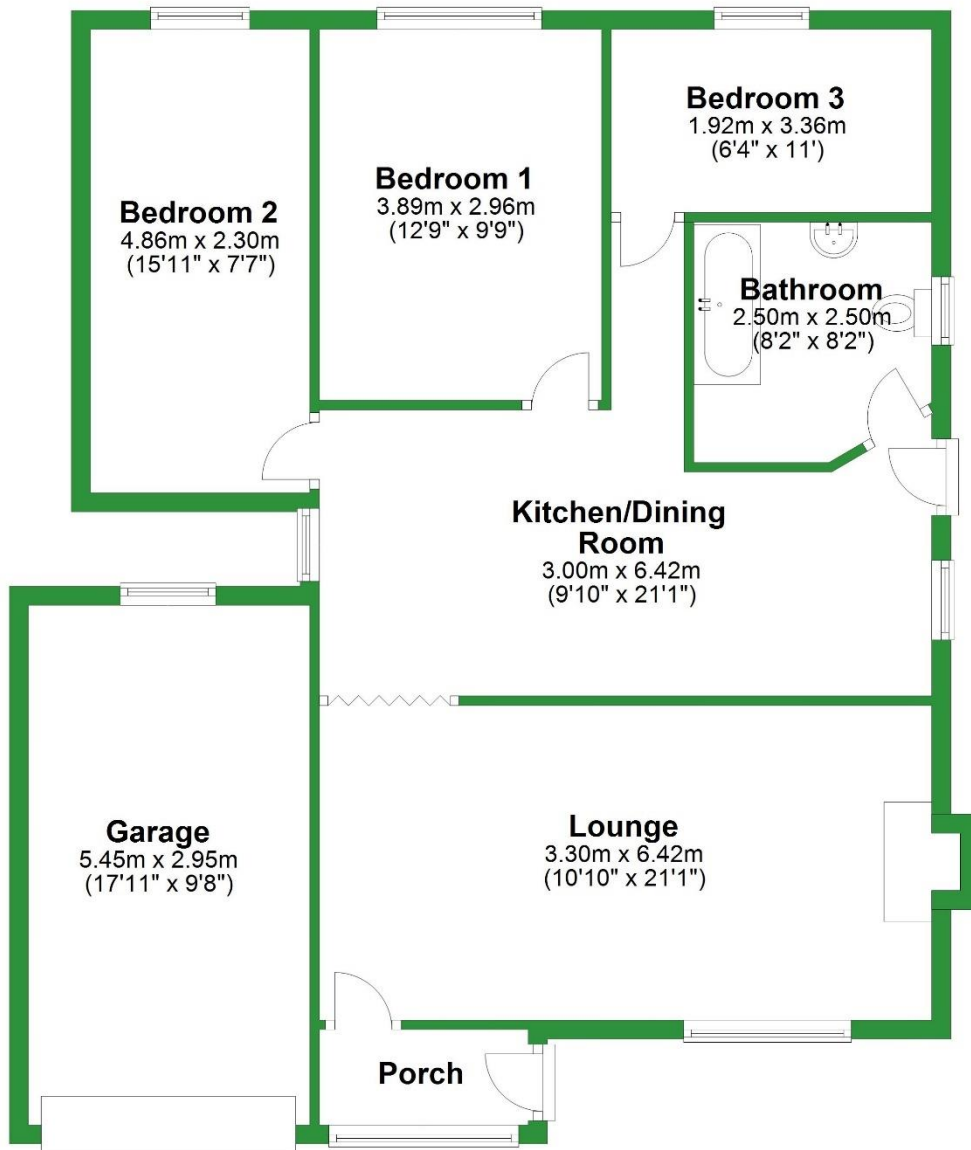 Bedroom 3
1.92m x 3.36m
(6'4" x 11')
Bedroom 1
3.89m x 2.96m
(12'9" x 9'9")
Bedroom 2
4.86m x 2.30m
(15'11" x 7'7")
Bathroom
2.50m x 2.50m
(8'2" x 8'2")
Kitchen/Dining
Room
3.00m x 6.42m
(9'10" x 21'1")
Garage
5.45m x 2.95m
(17'11" x 9'8")
Lounge
3.30m x 6.42m
(10'10" x 21'1")
Porch